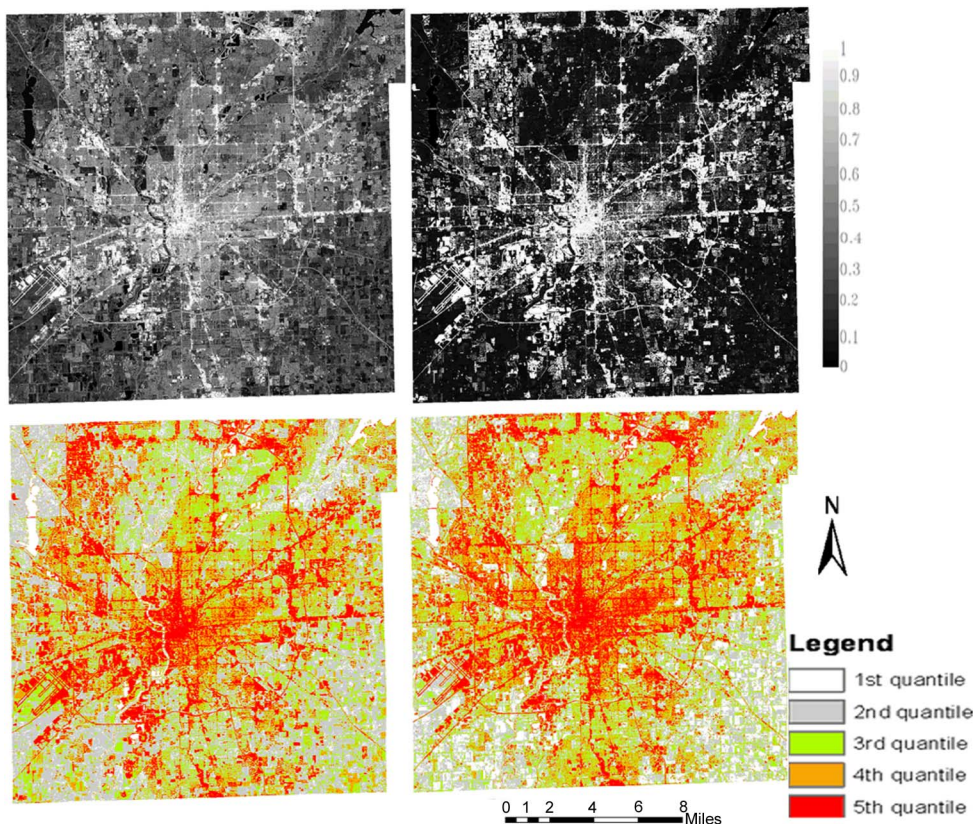 1
0.9
0.8
0.7
0.6
0.5
0.4
0.3
0.2
0.1
0
N
Legend
1st quantile
2nd quantile
3rd quantile
4th quantile
5th quantile
0 1 2 4 6 8
Miles